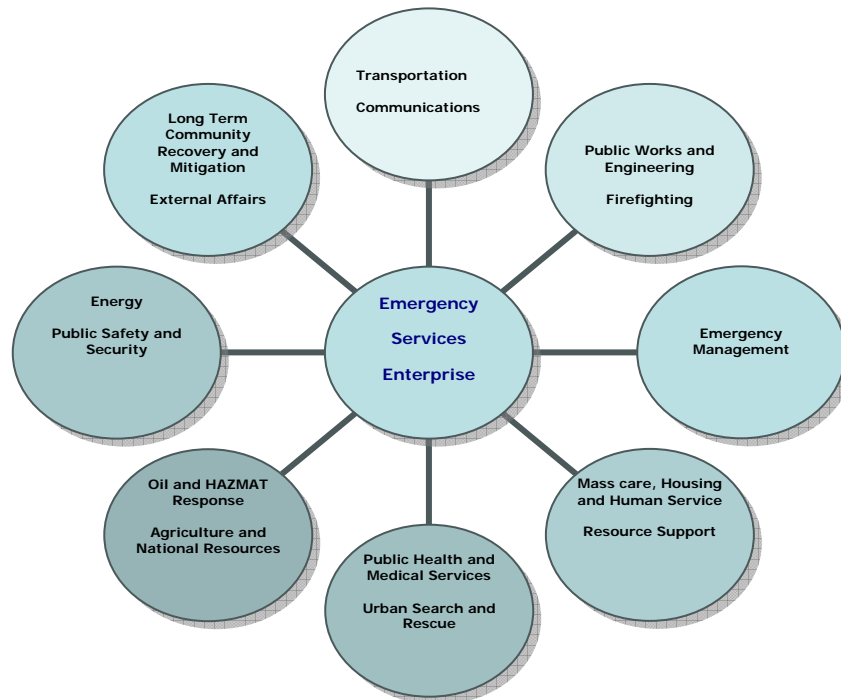 Transportation
Communications
Public Works and
Engineering
Firefighting
Emergency
Management
Mass care, Housing
and Human Service
Resource Support
Public Health and
Medical Services
Urban Search and
Rescue
Oil and HAZMAT
Response
Agriculture and
National Resources
Energy
Public Safety and
Security
Long Term
Community
Recovery and
Mitigation
External Affairs
Emergency
Services
Enterprise